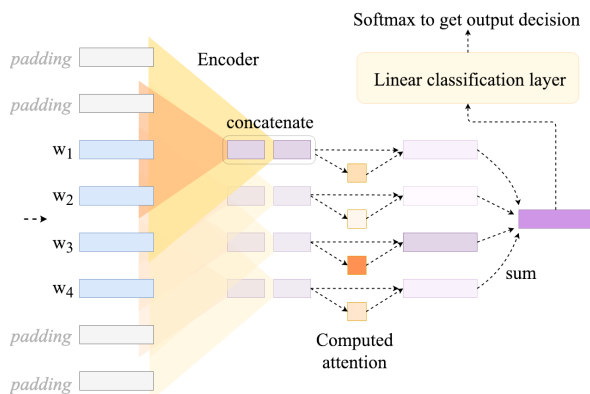 Softmax to get output decision
padding
Encoder
Linear classification layer
padding
concatenate
w1
w2
w3
w4
sum
padding
Computed
attention
padding